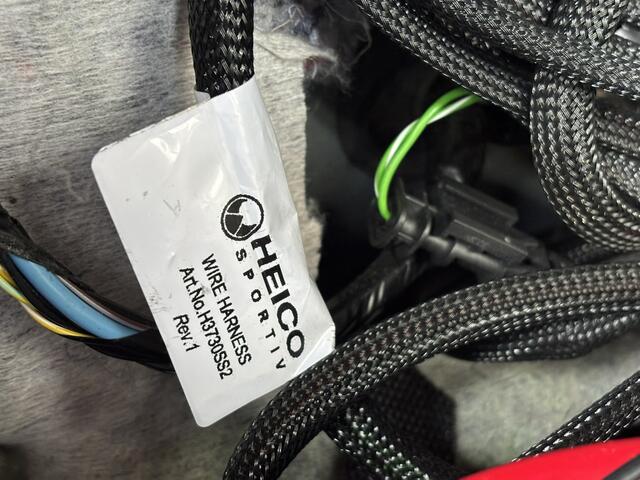 HEICO
SPORTIV
WIRE HARNESS
Art.No.H3730SS2
Rev.1